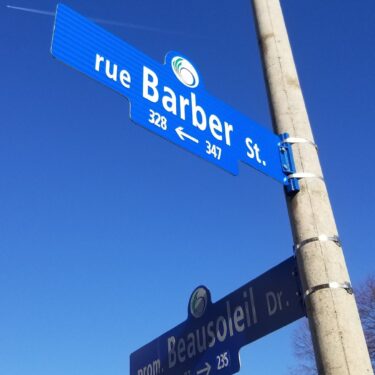 rue Barber St.
328 ← 347
prom. Beausoleil Dr.
→ 235